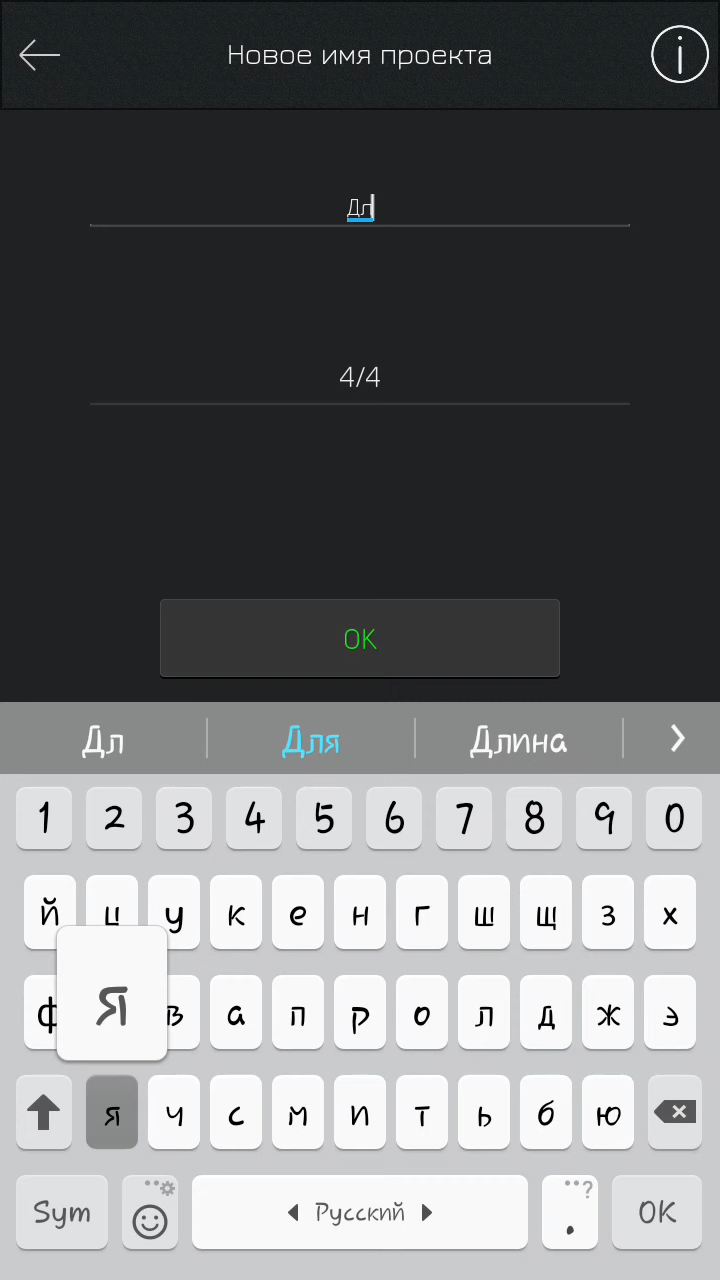 Новое имя проекта
Дл
4/4
OK
Дл Для Длина
1 2 3 4 5 6 7 8 9 0
й ц у к е н г ш щ з х
ф Я в а п р о л д ж э
я ч с м и т ь б ю
Sym Русский . ? OK